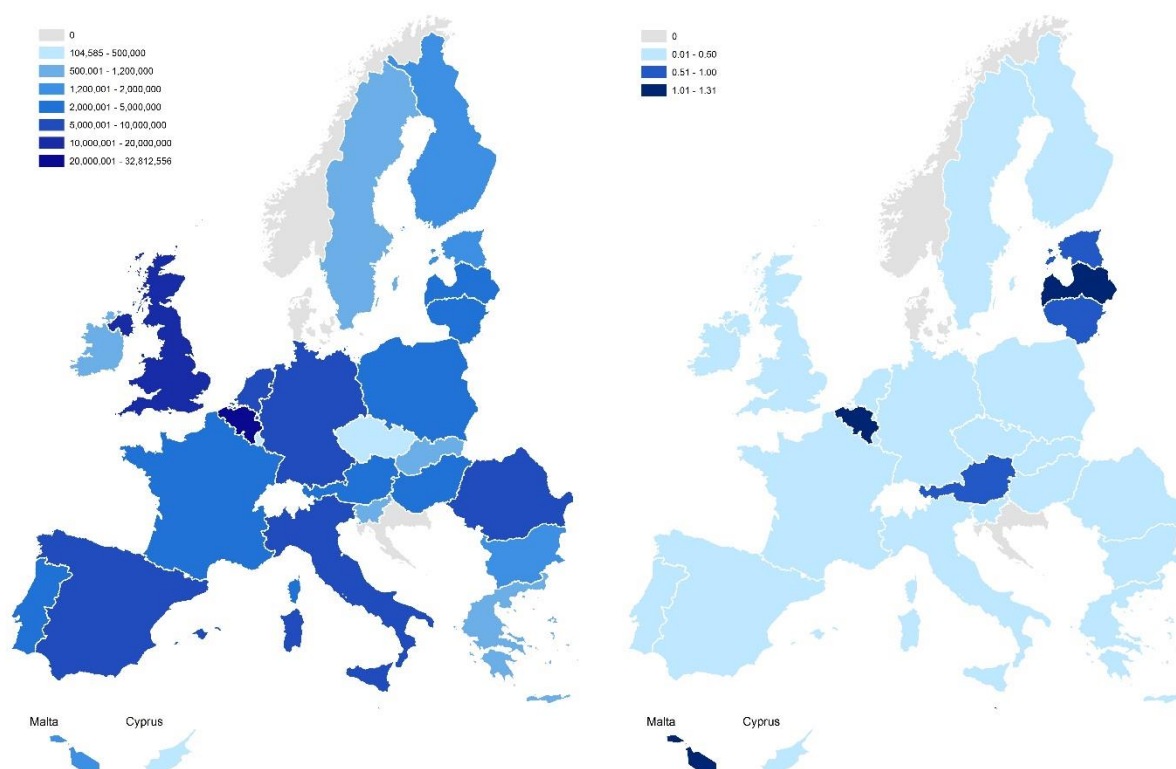 0
104,585 - 500,000
500,001 - 1,200,000
1,200,001 - 2,000,000
2,000,001 - 5,000,000
5,000,001 - 10,000,000
10,000,001 - 20,000,000
20,000,001 - 32,812,556
0
0.01 - 0.50
0.51 - 1.00
1.01 - 1.31
Malta
Cyprus
Malta
Cyprus